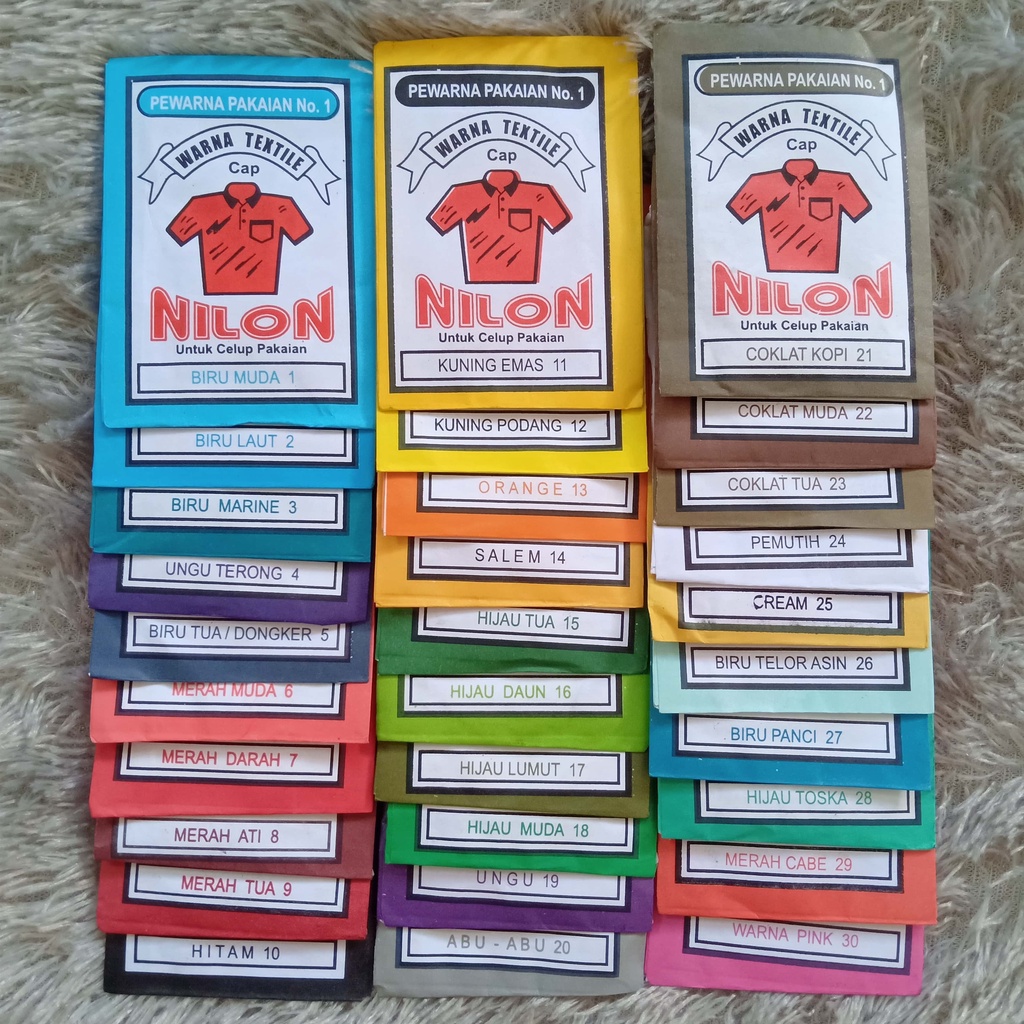 PEWARNA PAKAIAN No. 1
WARNA TEXTILE
Cap
NILON
Untuk Celup Pakaian
BIRU MUDA 1
BIRU LAUT 2
BIRU MARINE 3
UNGU TERONG 4
BIRU TUA / DONGKER 5
MERAH MUDA 6
MERAH DARAH 7
MERAH ATI 8
MERAH TUA 9
HITAM 10
PEWARNA PAKAIAN No. 1
WARNA TEXTILE
Cap
NILON
Untuk Celup Pakaian
KUNING EMAS 11
KUNING PODANG 12
ORANGE 13
SALEM 14
HIJAU TUA 15
HIJAU DAUN 16
HIJAU LUMUT 17
HIJAU MUDA 18
UNGU 19
ABU - ABU 20
PEWARNA PAKAIAN No. 1
WARNA TEXTILE
Cap
NILON
Untuk Celup Pakaian
COKLAT KOPI 21
COKLAT MUDA 22
COKLAT TUA 23
PEMUTIH 24
CREAM 25
BIRU TELOR ASIN 26
BIRU PANCI 27
HIJAU TOSKA 28
MERAH CABE 29
WARNA PINK 30